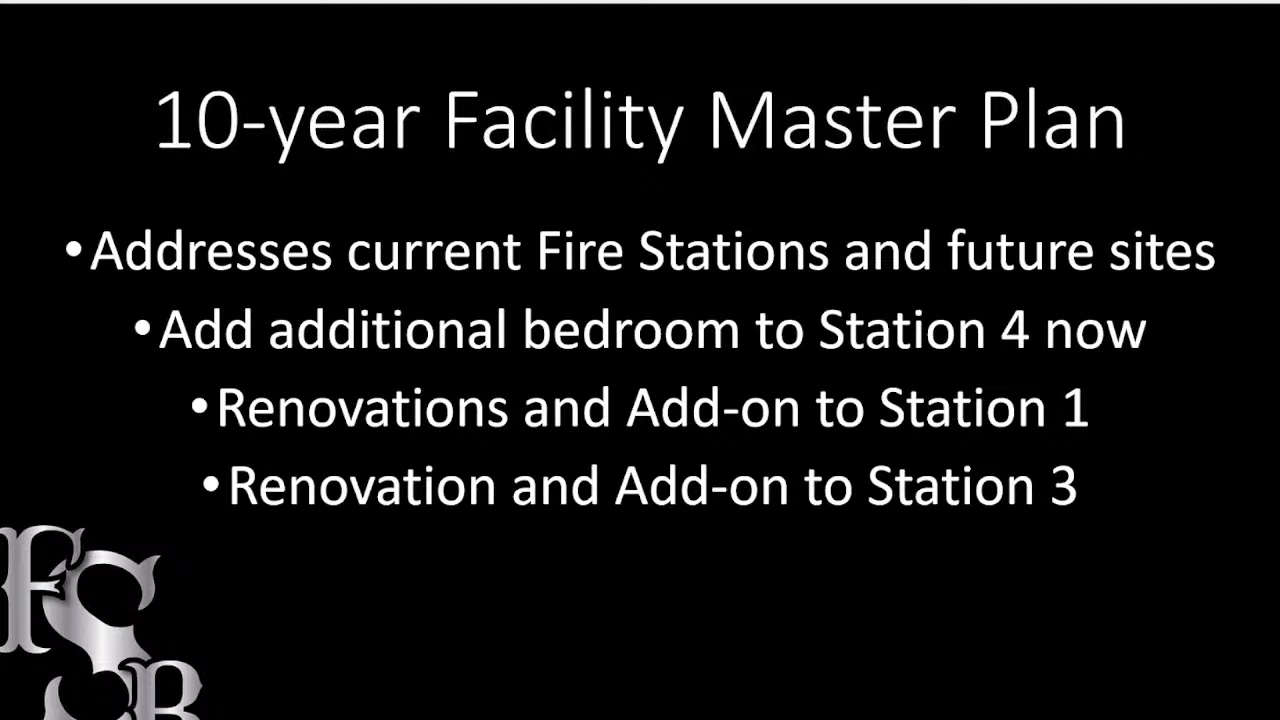 10-year Facility Master Plan
•Addresses current Fire Stations and future sites
•Add additional bedroom to Station 4 now
•Renovations and Add-on to Station 1
•Renovation and Add-on to Station 3